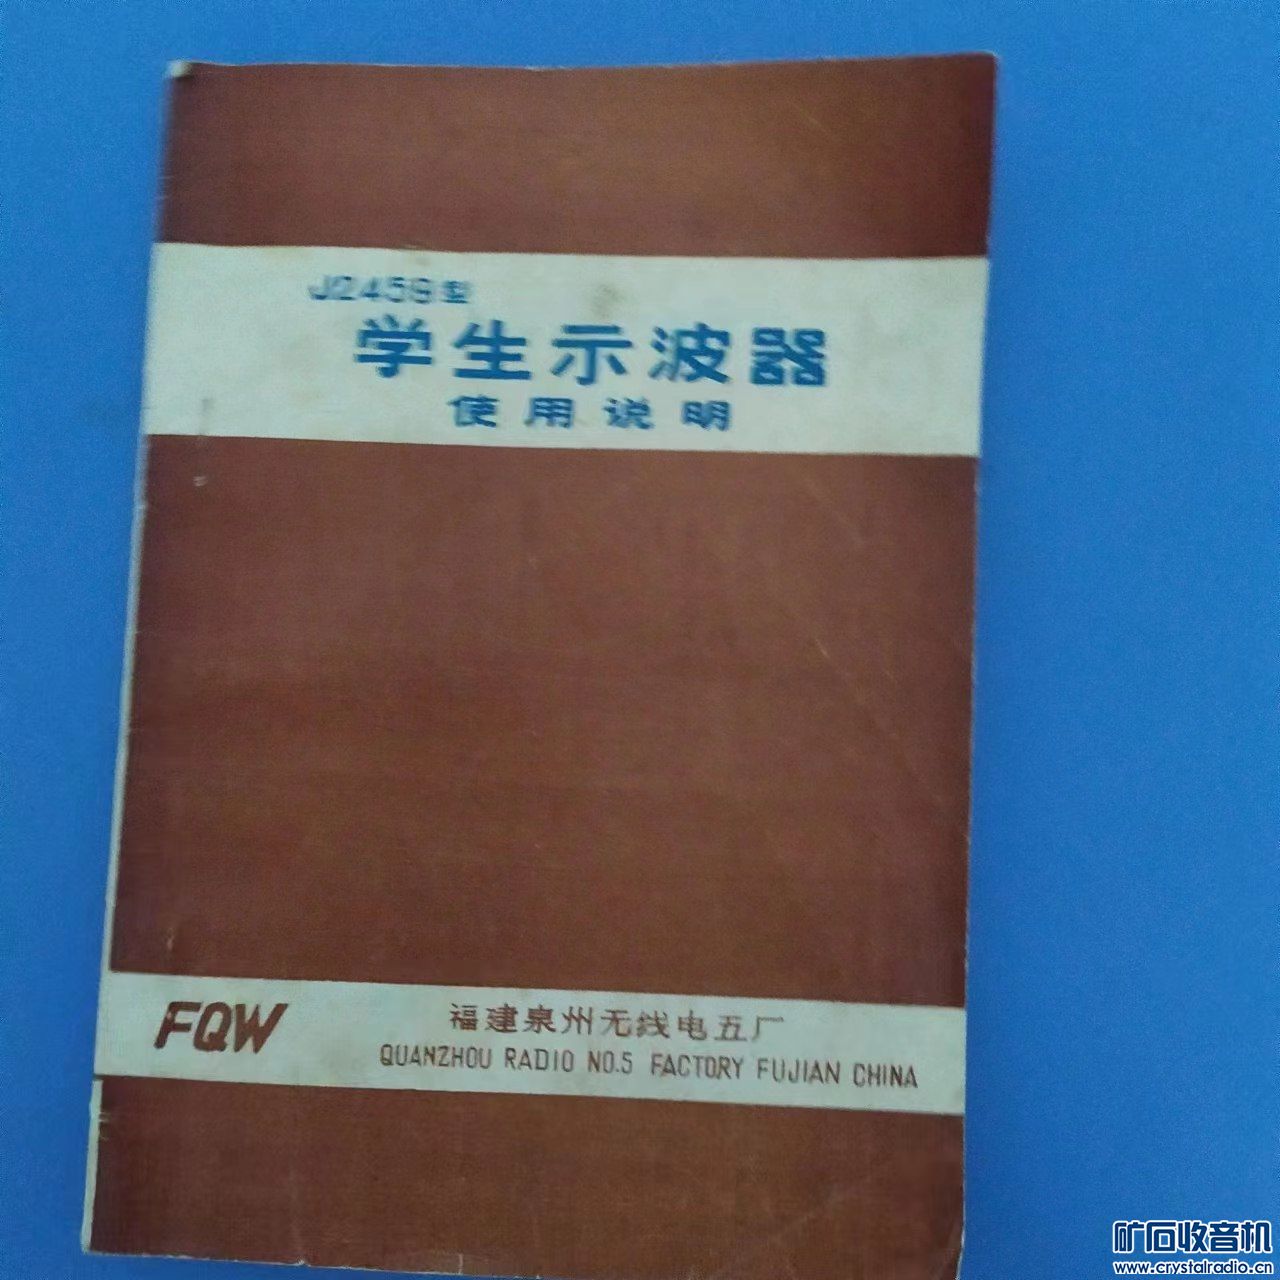 J2459型
学生示波器
使用说明
FQW
福建泉州无线电五厂
QUANZHOU RADIO NO.5 FACTORY FUJIAN CHINA
矿石收音机
www.crystalradio.cn